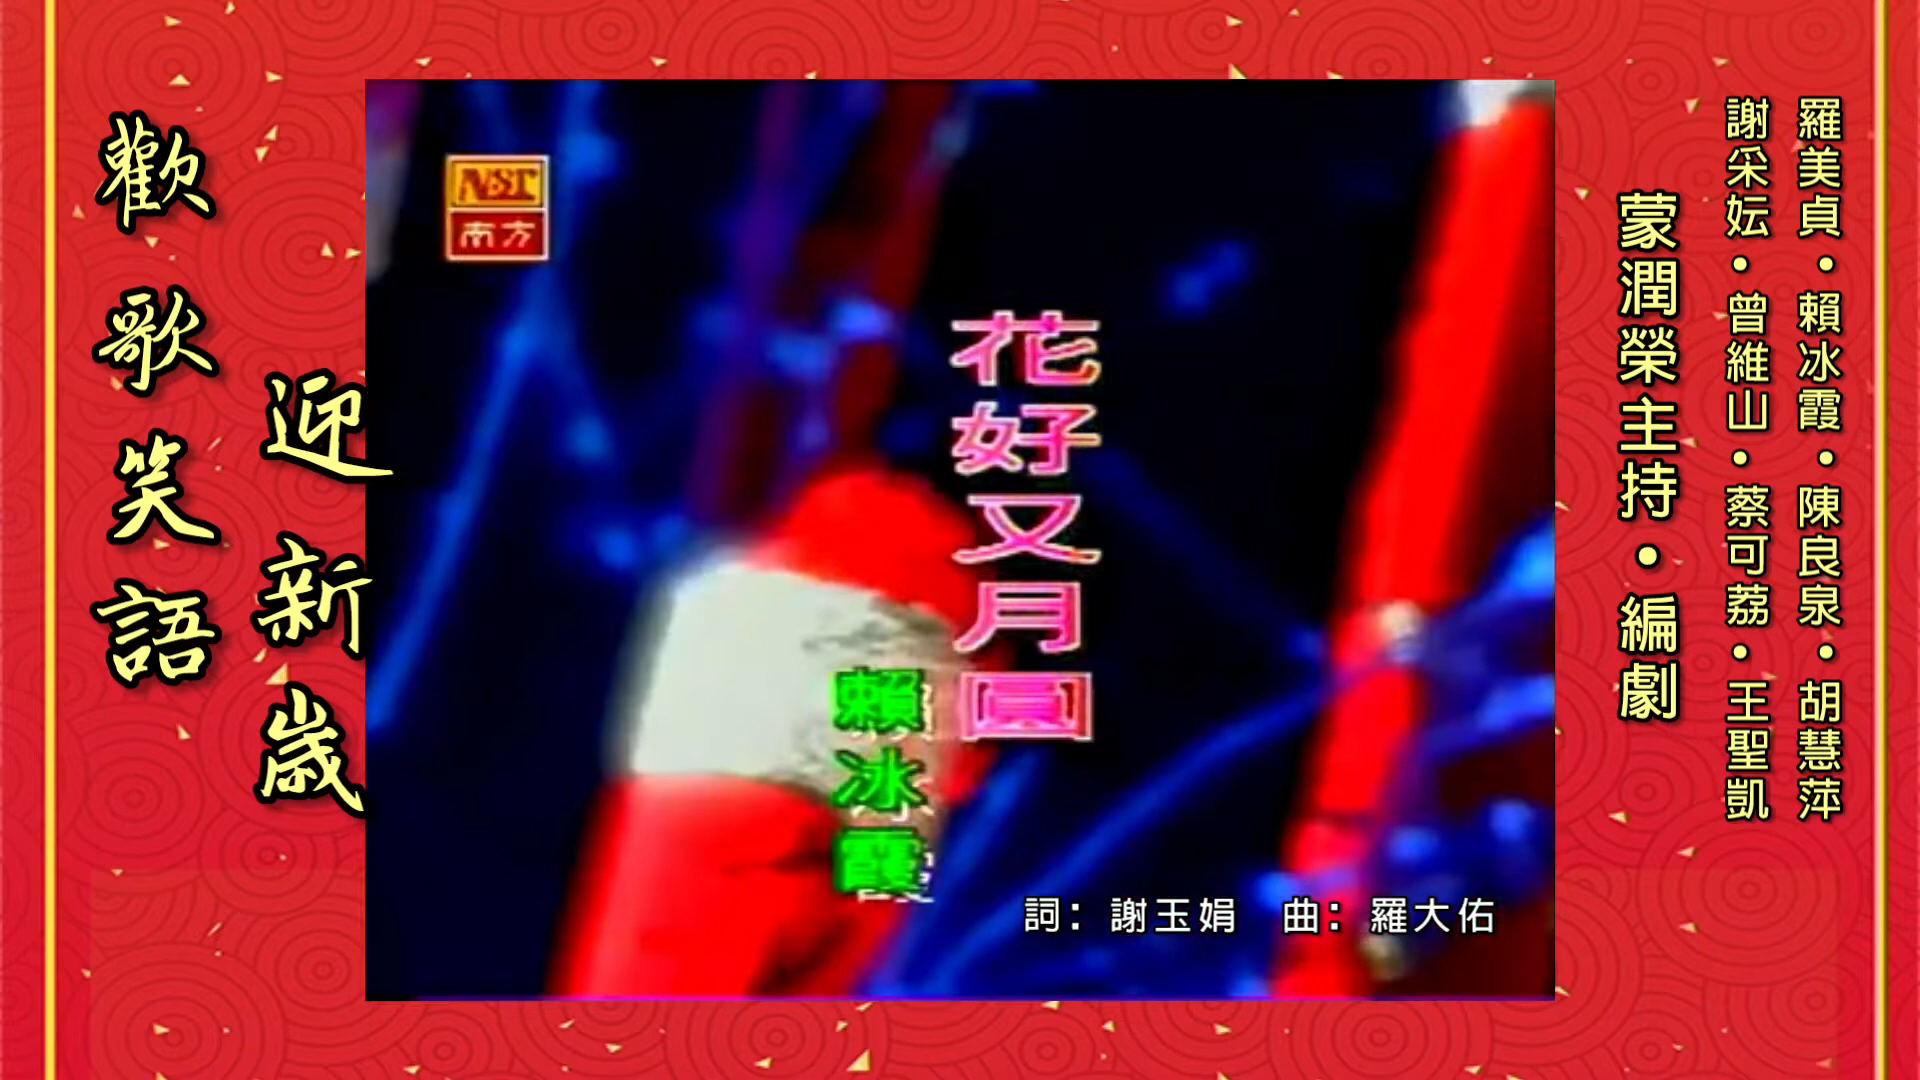 歡歌笑語
迎新歲
NST
南方
花好又月圓
賴冰霞
詞：謝玉娟 曲：羅大佑
羅美貞・賴冰霞・陳良泉・胡慧萍
謝采妘・曾維山・蔡可荔・王聖凱
蒙潤榮主持・編劇